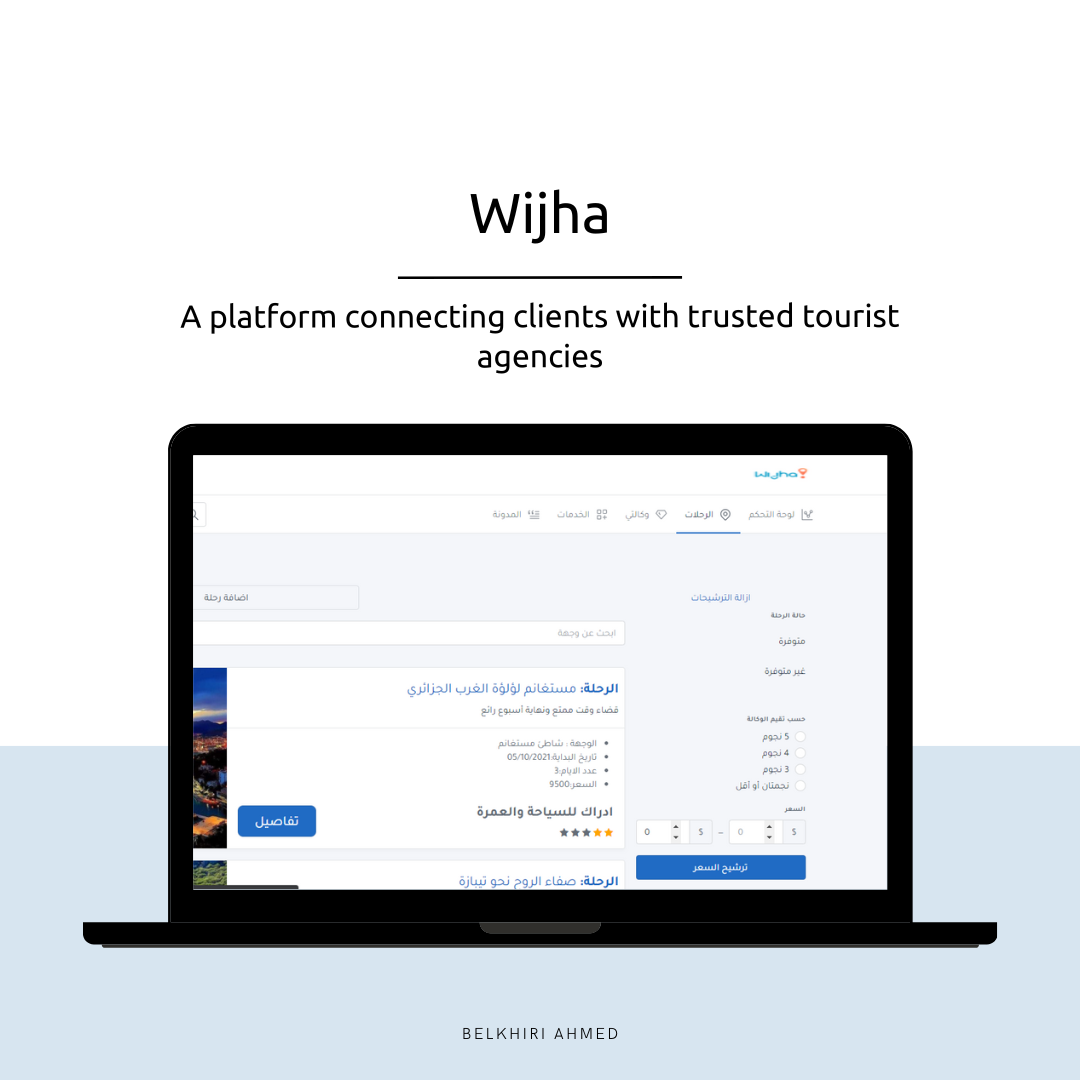 Wijha
A platform connecting clients with trusted tourist
agencies
Wijha
لوحة التحكم
الرحلات
وكالتي
الخدمات
المدونة
ازالة الترشيحات
حالة الرحلة
متوفرة
غير متوفرة
حسب تقيم الوكالة
5 نجوم
4 نجوم
3 نجوم
نجمتان أو أقل
السعر
$ 0 – $ 0
ترشيح السعر
اضافة رحلة
ابحث عن وجهة
الرحلة: مستغانم لؤلؤة الغرب الجزائري
قضاء وقت ممتع ونهاية أسبوع رائع
الوجهة : شاطئ مستغانم
تاريخ البداية:05/10/2021
عدد الايام:3
السعر:9500
ادراك للسياحة والعمرة
تفاصيل
الرحلة: صفاء الروح نحو تيبازة
BELKHIRI AHMED